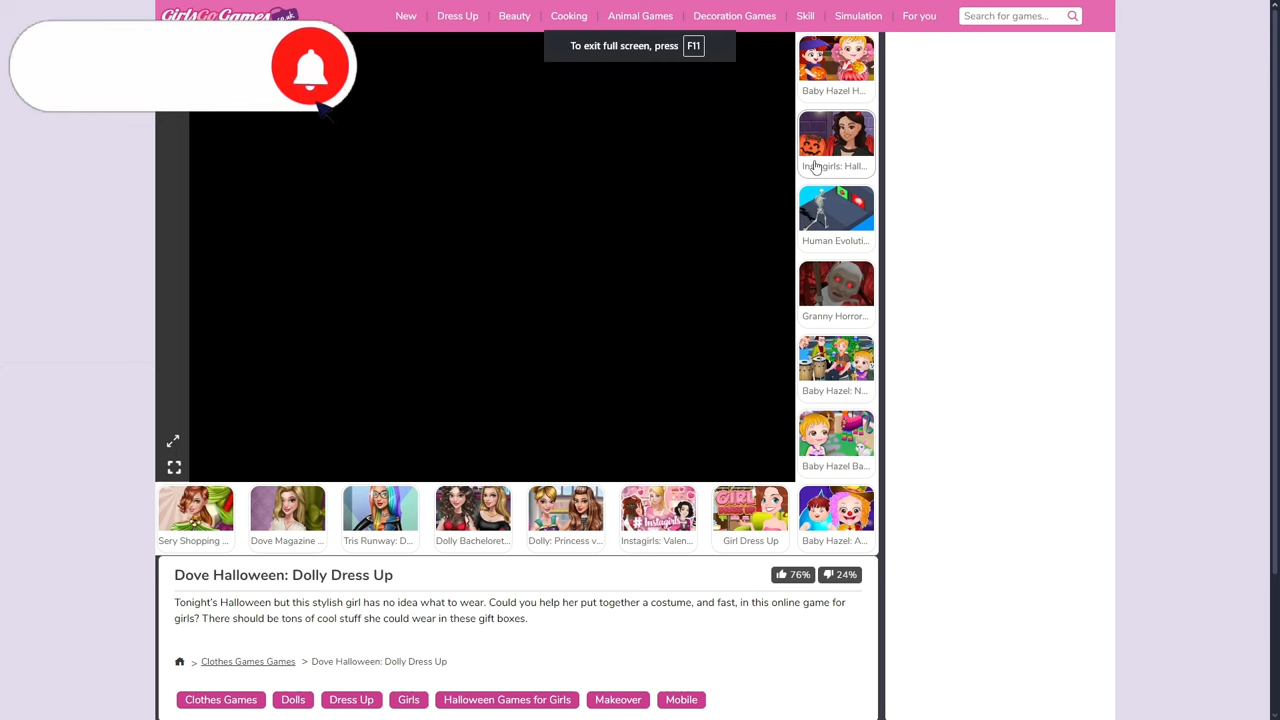 GirlsGoGames
New
Dress Up
Beauty
Cooking
Animal Games
Decoration Games
Skill
Simulation
For you
Search for games...
To exit full screen, press F11
Baby Hazel H...
Instagirls: Hall...
Human Evoluti...
Granny Horror...
Baby Hazel: N...
Baby Hazel Ba...
Sery Shopping ...
Dove Magazine ...
Tris Runway: D...
Dolly Bacheloret...
Dolly: Princess v...
# Instagirls
Instagirls: Valen...
GIRL
DRESS UP
Girl Dress Up
Baby Hazel: A...
Dove Halloween: Dolly Dress Up
76%
24%
Tonight's Halloween but this stylish girl has no idea what to wear. Could you help her put together a costume, and fast, in this online game for
girls? There should be tons of cool stuff she could wear in these gift boxes.
> Clothes Games Games > Dove Halloween: Dolly Dress Up
Clothes Games
Dolls
Dress Up
Girls
Halloween Games for Girls
Makeover
Mobile